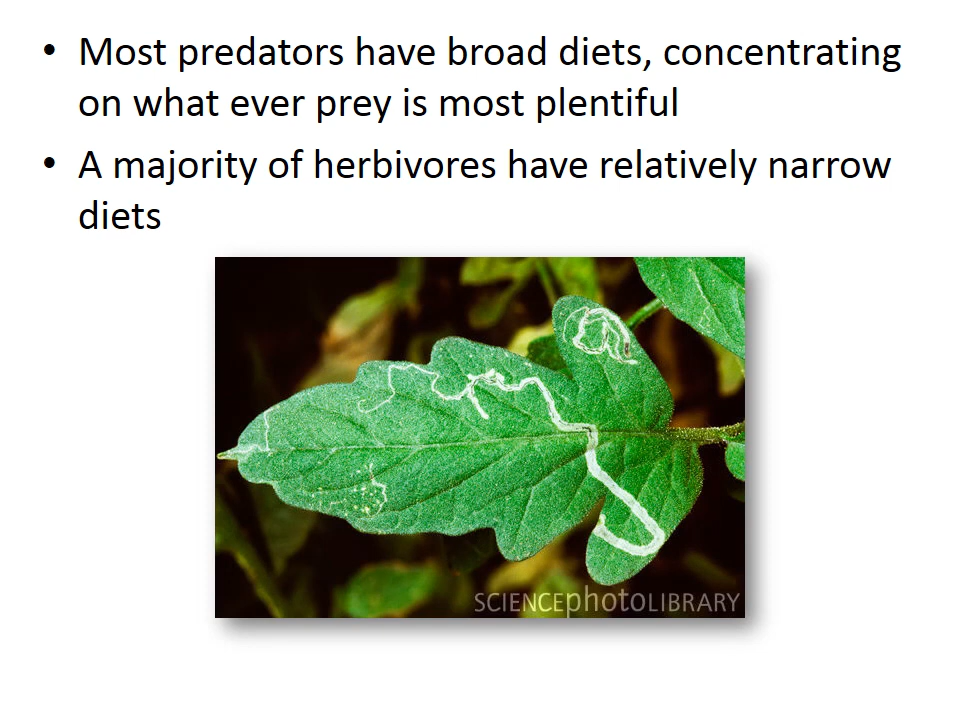 • Most predators have broad diets, concentrating
on what ever prey is most plentiful
• A majority of herbivores have relatively narrow
diets
SCIENCEphotoLIBRARY